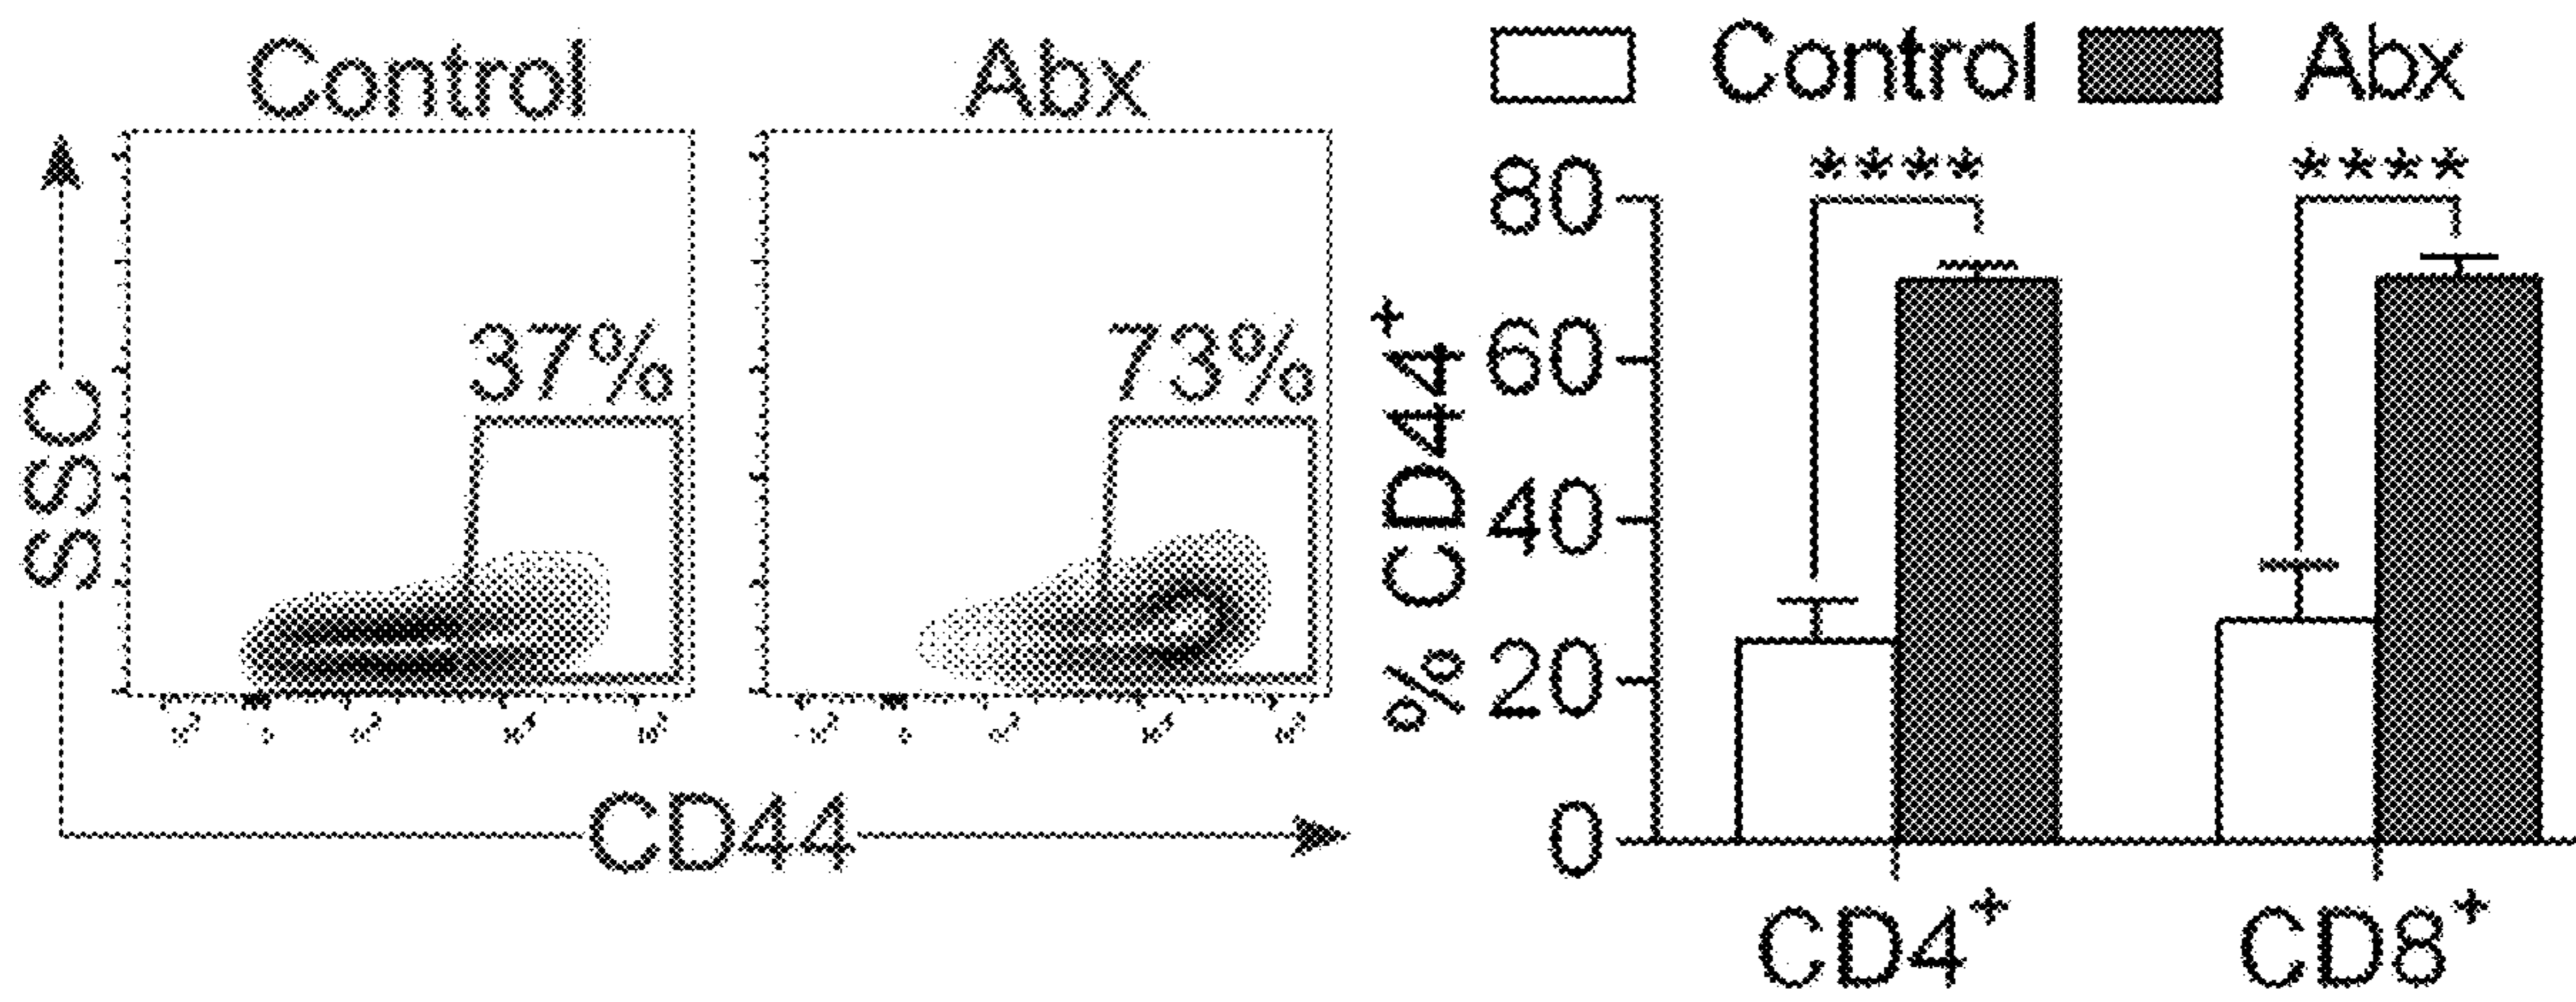 Control
Abx
37%
73%
SSC
CD44
Control
Abx
****
****
% CD44⁺
80
60
40
20
0
CD4⁺
CD8⁺